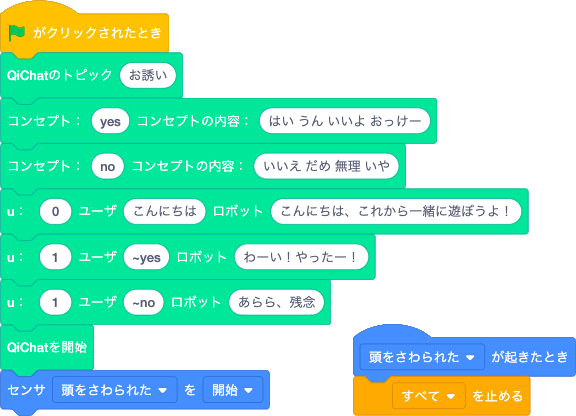 がクリックされたとき
QiChatのトピック お誘い
コンセプト： yes コンセプトの内容： はい うん いいよ おっけー
コンセプト： no コンセプトの内容： いいえ だめ 無理 いや
u： 0 ユーザ こんにちは ロボット こんにちは、これから一緒に遊ぼうよ！
u： 1 ユーザ ~yes ロボット わーい！やったー！
u： 1 ユーザ ~no ロボット あらら、残念
QiChatを開始
センサ 頭をさわられた を 開始
頭をさわられた が起きたとき
すべて を止める